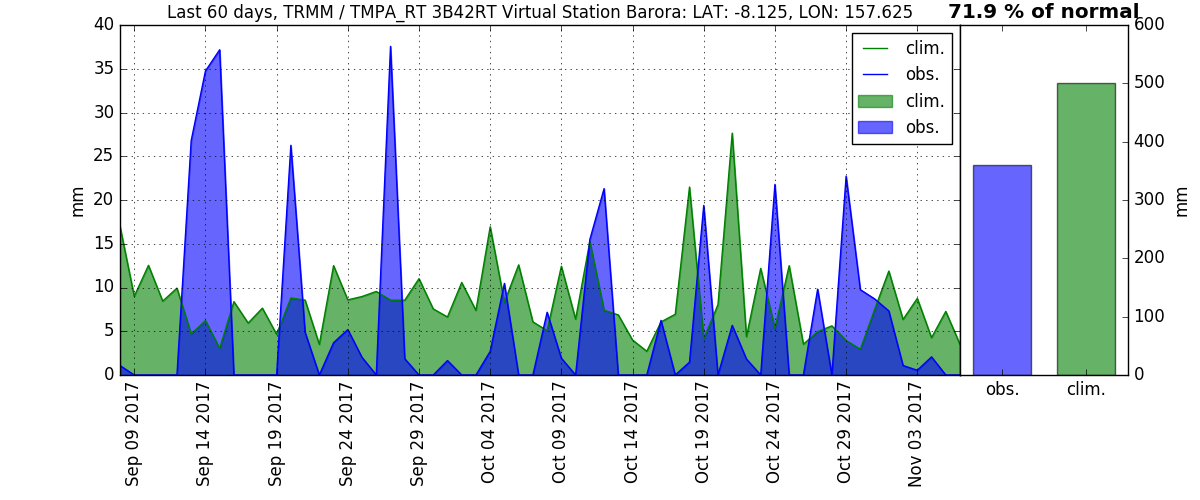 Last 60 days, TRMM / TMPA_RT 3B42RT Virtual Station Barora: LAT: -8.125, LON: 157.625
71.9 % of normal
40
35
30
25
20
15
10
5
0
mm
clim.
obs.
clim.
obs.
600
500
400
300
200
100
0
mm
Sep 09 2017
Sep 14 2017
Sep 19 2017
Sep 24 2017
Sep 29 2017
Oct 04 2017
Oct 09 2017
Oct 14 2017
Oct 19 2017
Oct 24 2017
Oct 29 2017
Nov 03 2017
obs.
clim.